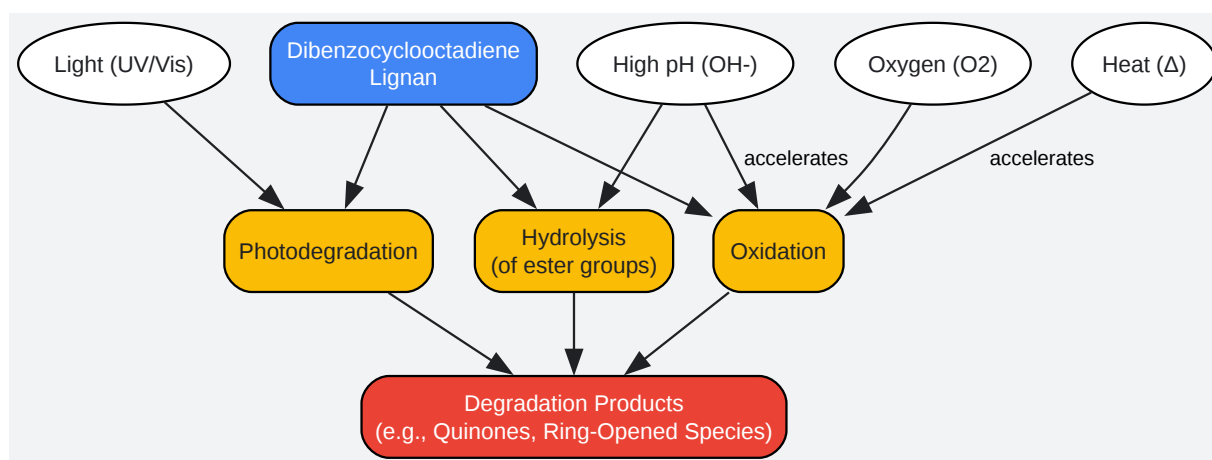 Light (UV/Vis)
Dibenzocyclooctadiene
Lignan
High pH (OH-)
Oxygen (O2)
Heat (Δ)
accelerates
accelerates
Photodegradation
Hydrolysis
(of ester groups)
Oxidation
Degradation Products
(e.g., Quinones, Ring-Opened Species)